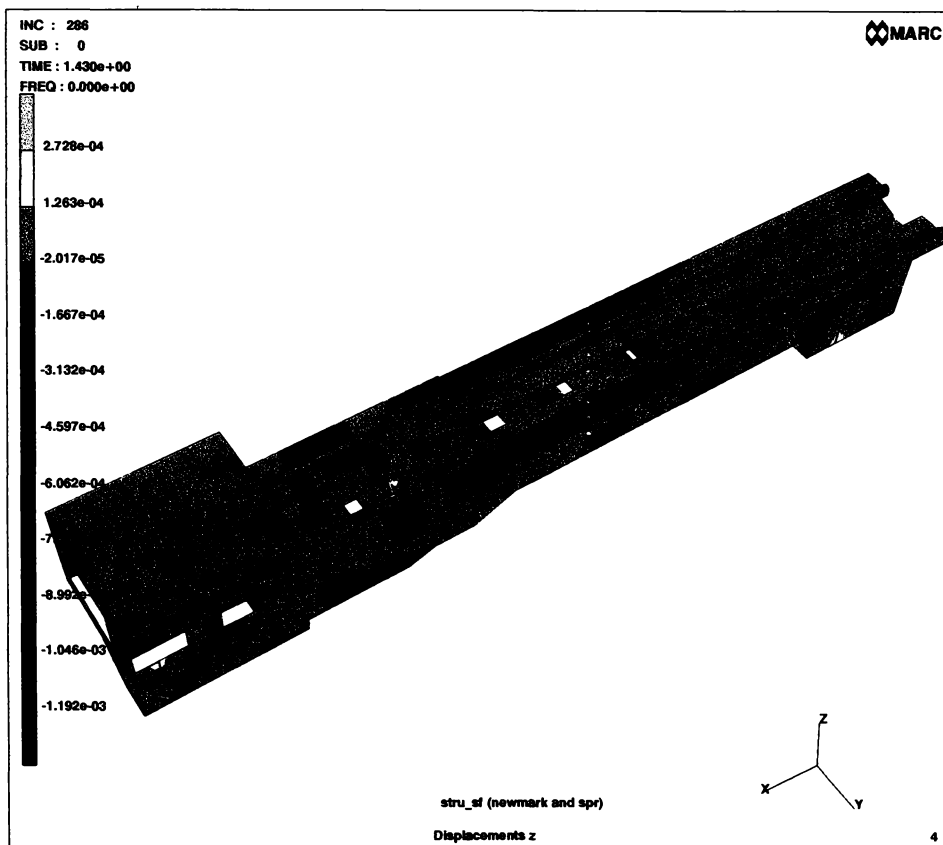 INC : 286
SUB : 0
TIME : 1.430e+00
FREQ : 0.000e+00
MARC
2.728e-04
1.263e-04
-2.017e-05
-1.667e-04
-3.132e-04
-4.597e-04
-6.062e-04
-1.046e-03
-1.192e-03
Z
X
Y
stru_sf (newmark and spr)
Displacements z
4